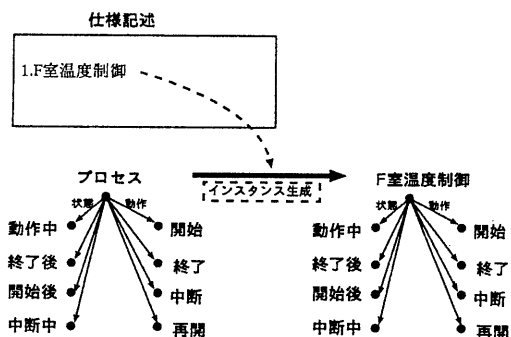 仕様記述
1.F室温度制御
インスタンス生成
プロセス
状態 動作
動作中 開始
終了後 終了
開始後 中断
中断中 再開
F室温度制御
状態 動作
動作中 開始
終了後 終了
開始後 中断
中断中 再開